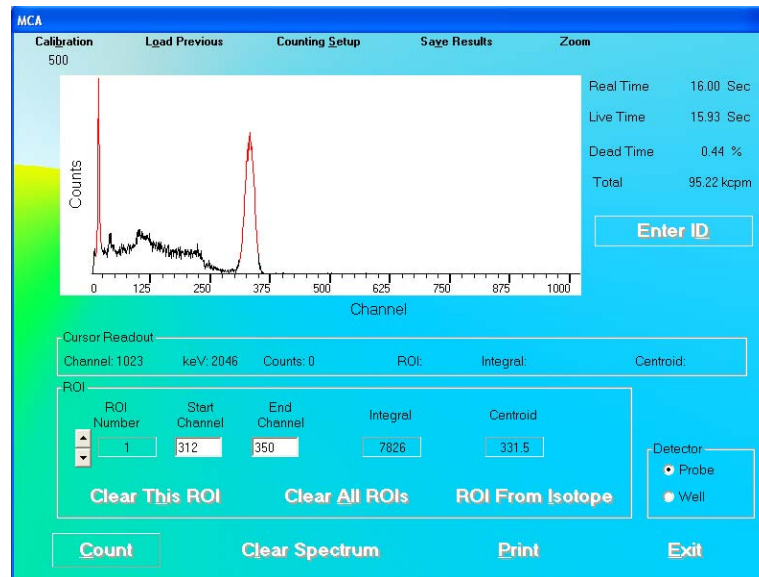 MCA
Calibration Load Previous Counting Setup Save Results Zoom
500
Real Time 16.00 Sec
Live Time 15.93 Sec
Dead Time 0.44 %
Total 95.22 kcpm
Enter ID
Counts
0 125 250 375 500 625 750 875 1000
Channel
Cursor Readout
Channel: 1023 keV: 2046 Counts: 0 ROI: Integral: Centroid:
ROI
ROI Number Start Channel End Channel Integral Centroid
1 312 350 7826 331.5
Clear This ROI Clear All ROIs ROI From Isotope
Detector
Probe
Well
Count Clear Spectrum Print Exit